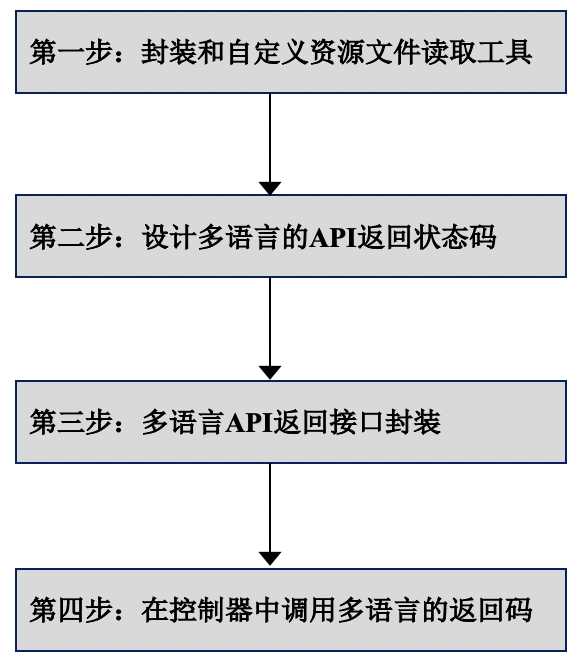 第一步：封装和自定义资源文件读取工具
第二步：设计多语言的API返回状态码
第三步：多语言API返回接口封装
第四步：在控制器中调用多语言的返回码